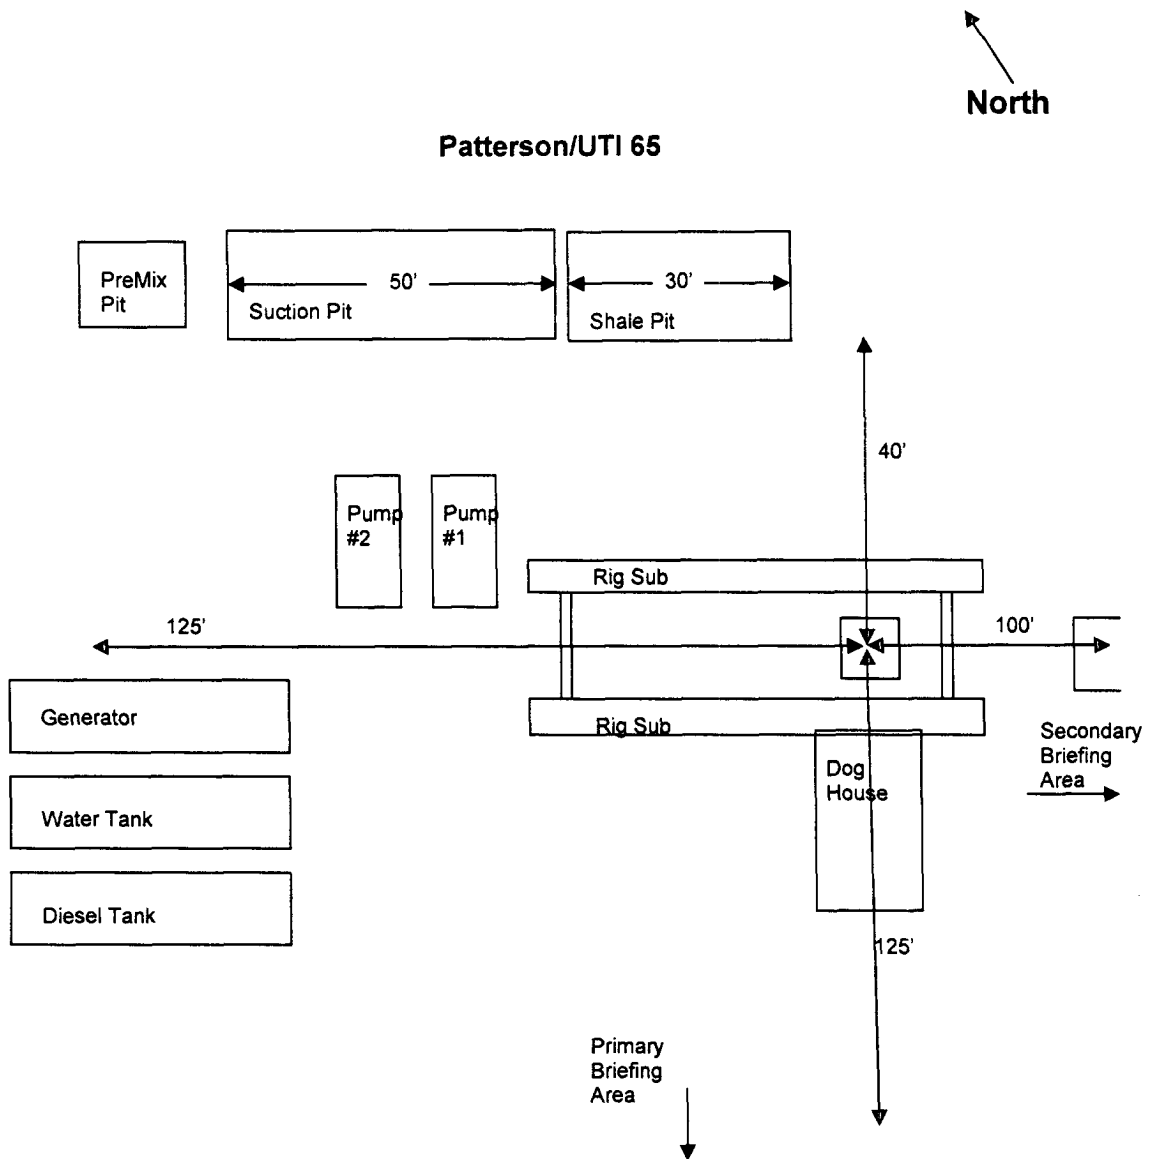 North
Patterson/UTI 65
PreMix
Pit
50'
Suction Pit
30'
Shale Pit
40'
Pump
#2
Pump
#1
Rig Sub
125'
100'
Generator
Rig Sub
Secondary
Briefing
Area
Dog
House
Water Tank
Diesel Tank
125'
Primary
Briefing
Area